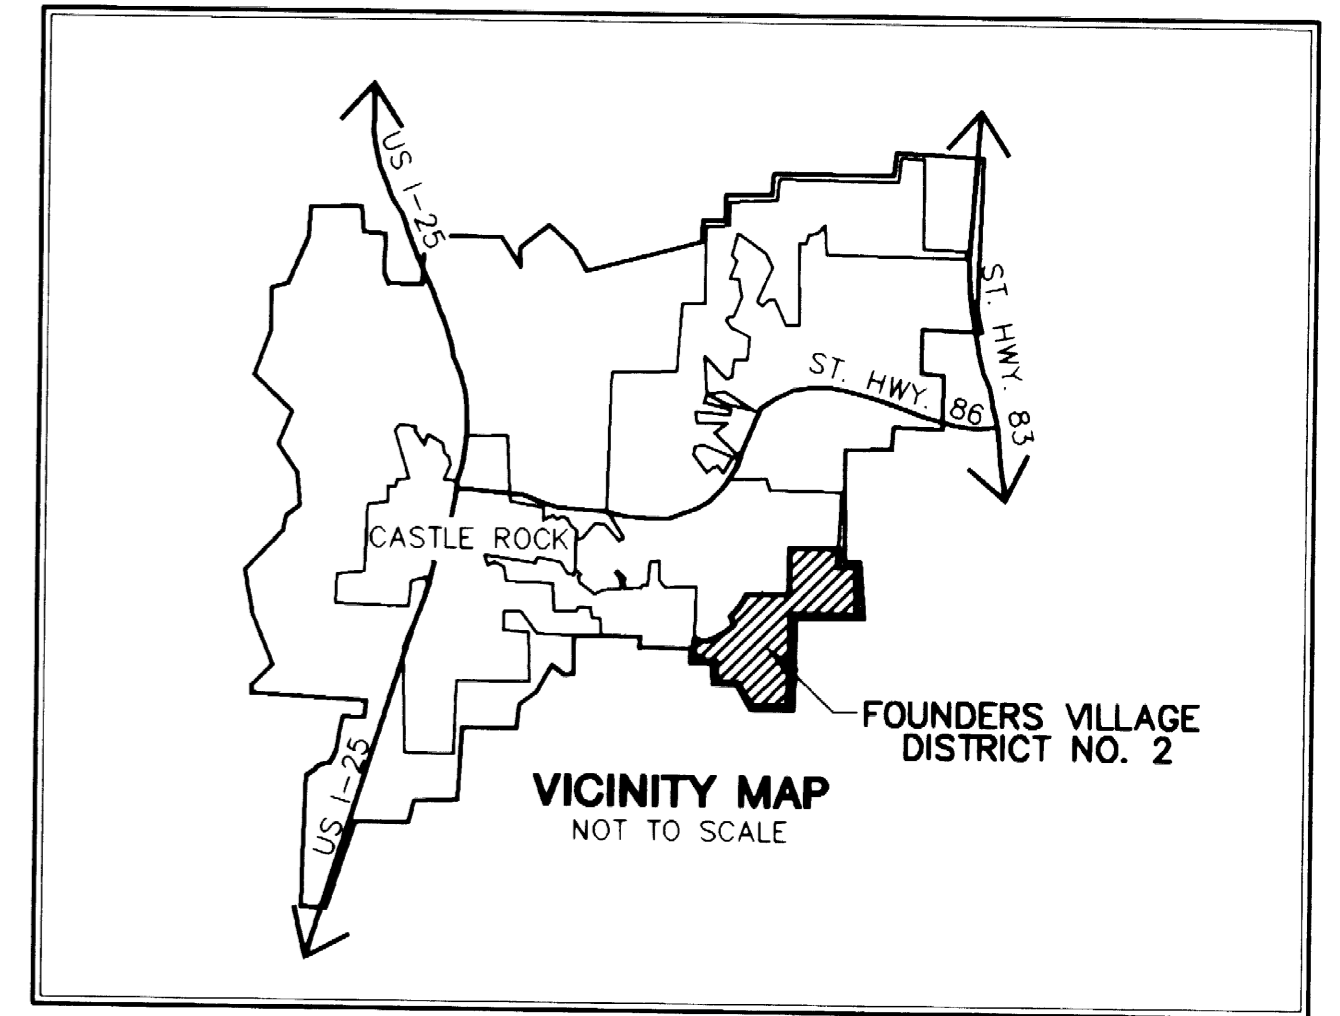 US I-25
ST. HWY. 83
ST. HWY. 86
CASTLE ROCK
FOUNDERS VILLAGE
DISTRICT NO. 2
US I-25
VICINITY MAP
NOT TO SCALE